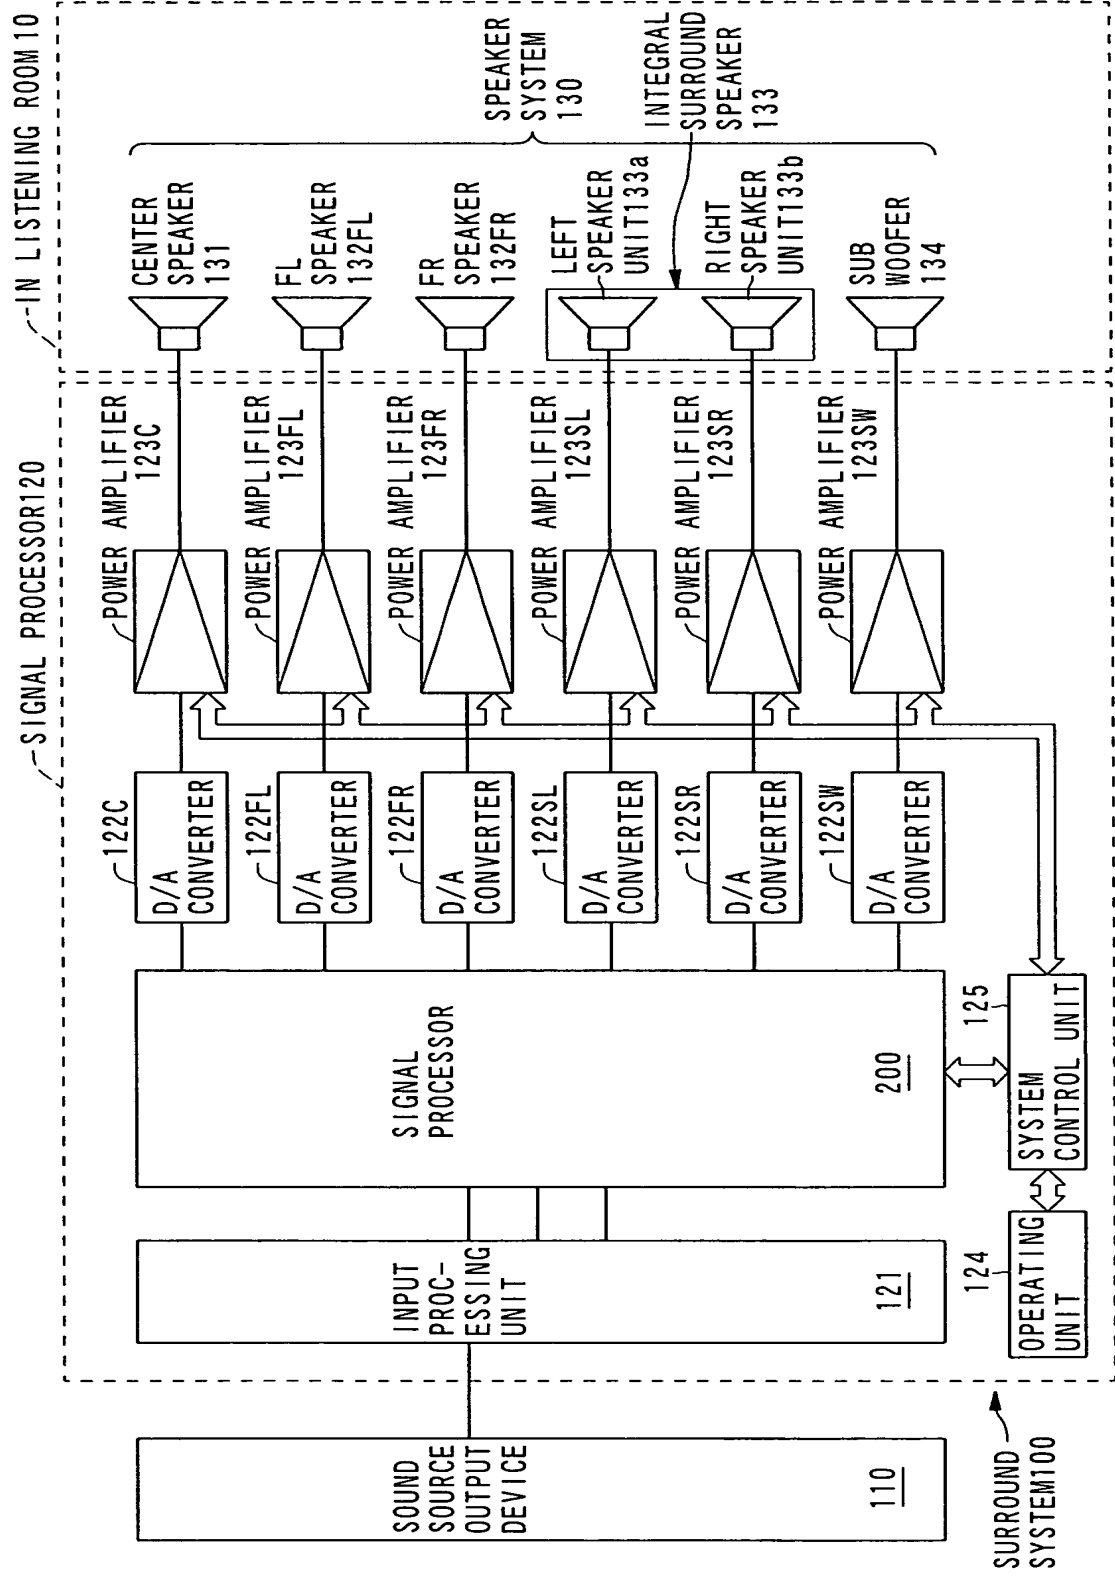 IN LISTENING ROOM10
SIGNAL PROCESSOR120
SPEAKER
SYSTEM
130
INTEGRAL
SURROUND
SPEAKER
133
CENTER
SPEAKER
131
FL
SPEAKER
132FL
FR
SPEAKER
132FR
LEFT
SPEAKER
UNIT133a
RIGHT
SPEAKER
UNIT133b
SUB
WOOFER
134
POWER AMPLIFIER
123C
POWER AMPLIFIER
123FL
POWER AMPLIFIER
123FR
POWER AMPLIFIER
123SL
POWER AMPLIFIER
123SR
POWER AMPLIFIER
123SW
122C
D/A
CONVERTER
122FL
D/A
CONVERTER
122FR
D/A
CONVERTER
122SL
D/A
CONVERTER
122SR
D/A
CONVERTER
122SW
D/A
CONVERTER
SIGNAL
PROCESSOR
200
125
SYSTEM
CONTROL UNIT
INPUT
PROC-
ESSING
UNIT
121
124
OPERATING
UNIT
SOUND
SOURCE
OUTPUT
DEVICE
110
SURROUND
SYSTEM100